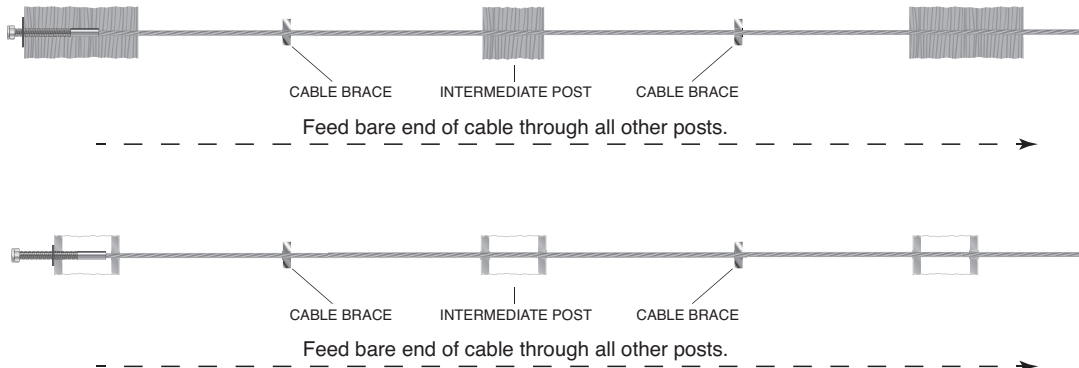 CABLE BRACE INTERMEDIATE POST CABLE BRACE
Feed bare end of cable through all other posts.
CABLE BRACE INTERMEDIATE POST CABLE BRACE
Feed bare end of cable through all other posts.